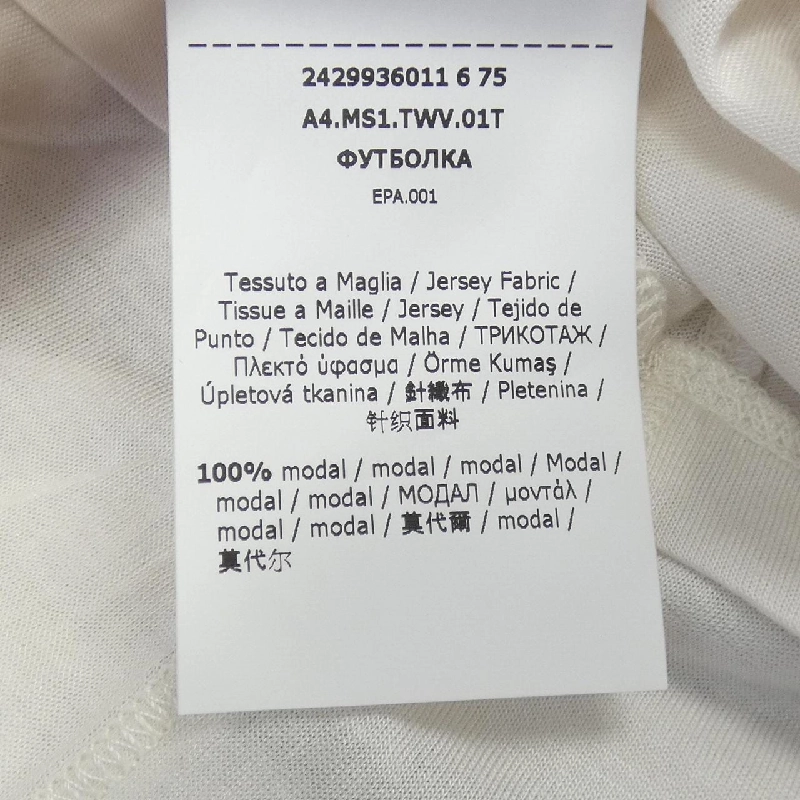 2429936011 6 75
A4.MS1.TWV.01T
ФУТБОЛКА
EPA.001
Tessuto a Maglia / Jersey Fabric /
Tissue a Maille / Jersey / Tejido de
Punto / Tecido de Malha / ТРИКОТАЖ /
Πλεκτό ύφασμα / Örme Kumaş /
Úpletová tkanina / 針織布 / Pletenina /
针织面料
100% modal / modal / modal / Modal /
modal / modal / МОДАЛ / μοντάλ /
modal / modal / 莫代爾 / modal /
莫代尔